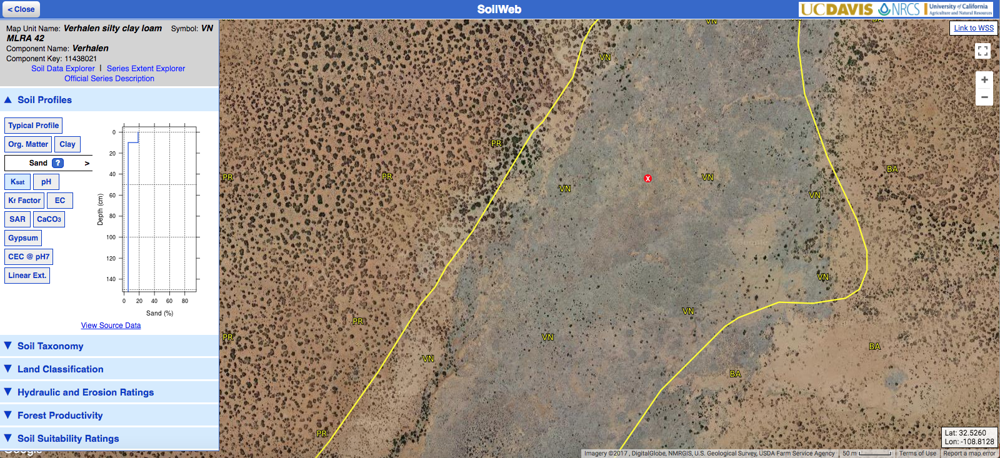 < Close
SoilWeb
UCDAVIS NRCS University of California
Agriculture and Natural Resources
Map Unit Name: Verhalen silty clay loam Symbol: VN
MLRA 42
Component Name: Verhalen
Component Key: 11438021
Soil Data Explorer | Series Extent Explorer
Official Series Description
▲ Soil Profiles
Typical Profile
Org. Matter Clay
Sand ? >
Ksat pH
Kf Factor EC
SAR CaCO3
Gypsum
CEC @ pH7
Linear Ext.
Depth (cm)
0
20
40
60
80
100
120
140
0 20 40 60 80
Sand (%)
View Source Data
▼ Soil Taxonomy
▼ Land Classification
▼ Hydraulic and Erosion Ratings
▼ Forest Productivity
▼ Soil Suitability Ratings
Google
VN
BA
Link to WSS
VN
+
−
PR
BA
PR
PR
X
VN
VN
VN
VN
VN
PR
PR
VN
BA
VN
BA
PR
Lat: 32.5260
Lon: -108.8128
Imagery ©2017 , DigitalGlobe, NMRGIS, U.S. Geological Survey, USDA Farm Service Agency 50 m Terms of Use Report a map error